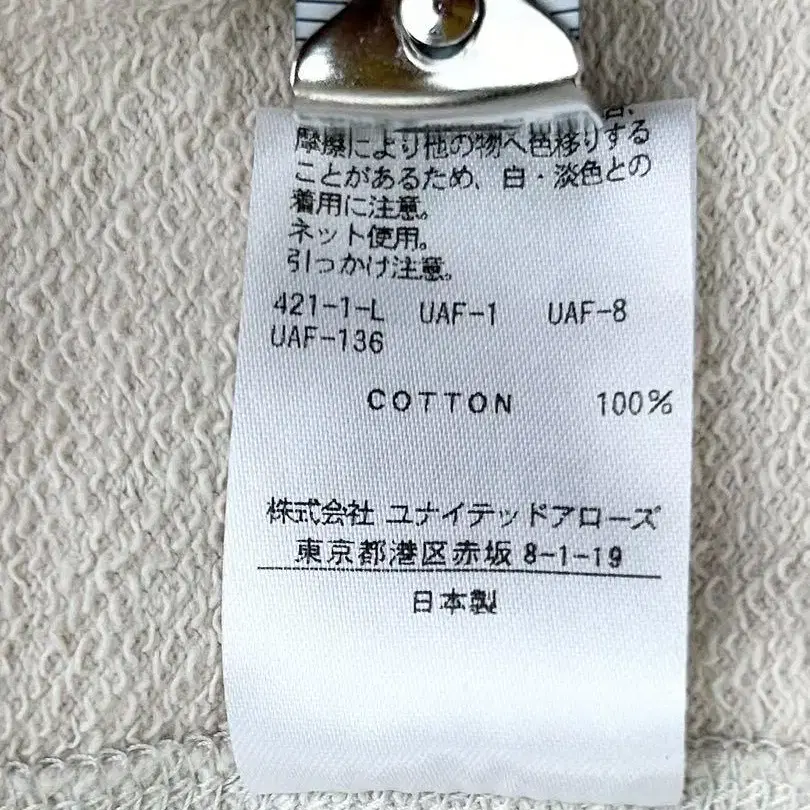 摩擦により他の物へ色移りする
ことがあるため、白・淡色との
着用に注意。
ネット使用。
引っかけ注意。
421-1-L UAF-1 UAF-8
UAF-136
COTTON 100%
株式会社 ユナイテッドアローズ
東京都港区赤坂 8-1-19
日本製